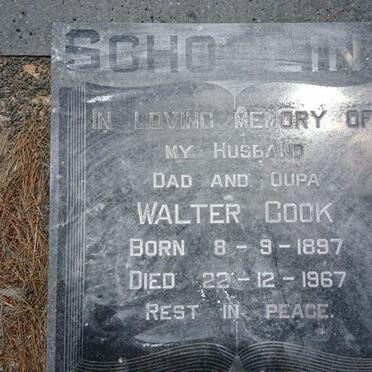 IN LOVING MEMORY OF
MY HUSBAND
DAD AND OUPA
WALTER COOK
BORN 8-9-1897
DIED 22-12-1967
REST IN PEACE.